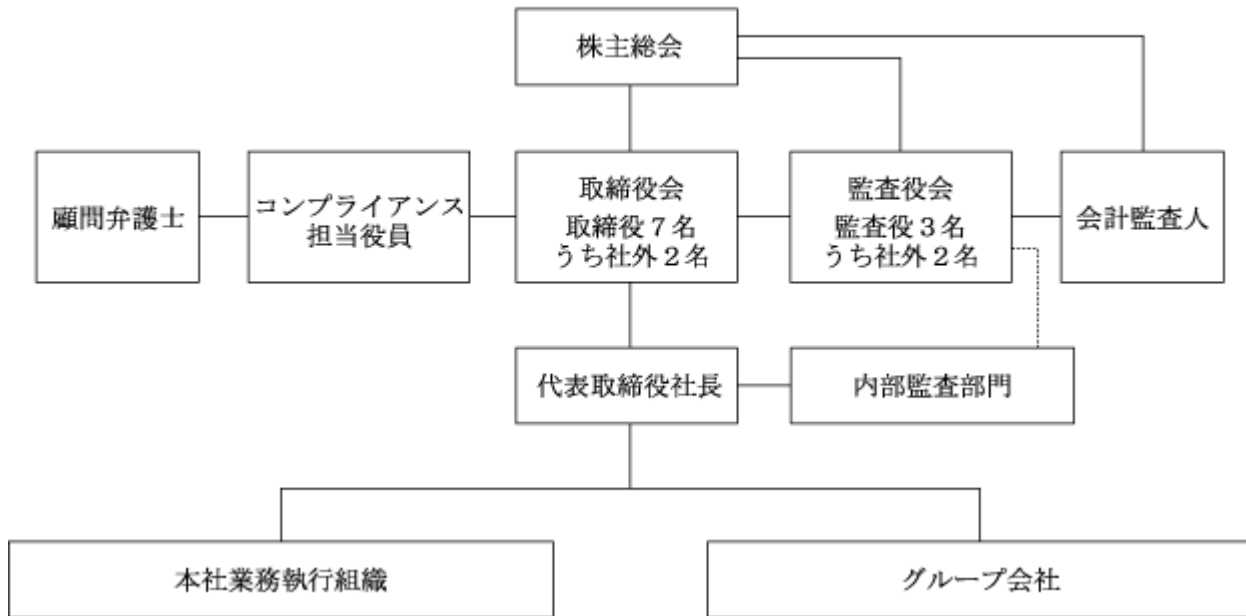 株主総会
顧問弁護士
コンプライアンス
担当役員
取締役会
取締役７名
うち社外２名
監査役会
監査役３名
うち社外２名
会計監査人
代表取締役社長
内部監査部門
本社業務執行組織
グループ会社